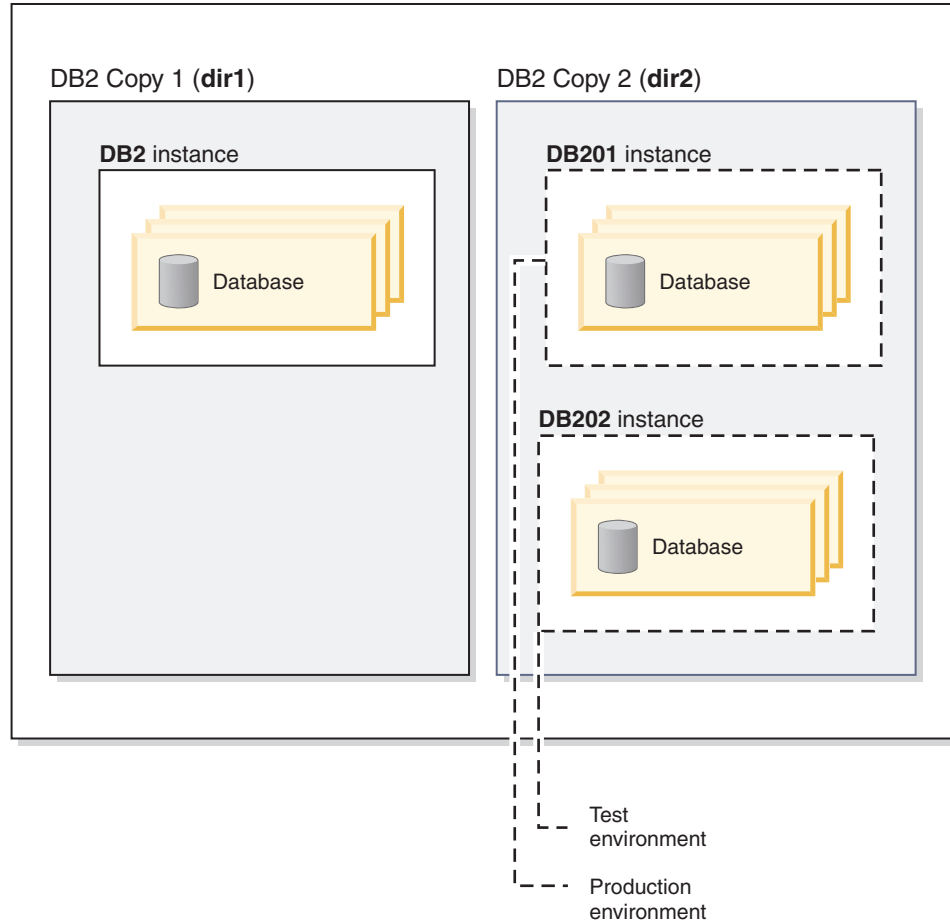 DB2 Copy 1 (dir1)
DB2 instance
Database
DB2 Copy 2 (dir2)
DB201 instance
Database
DB202 instance
Database
Test
environment
Production
environment